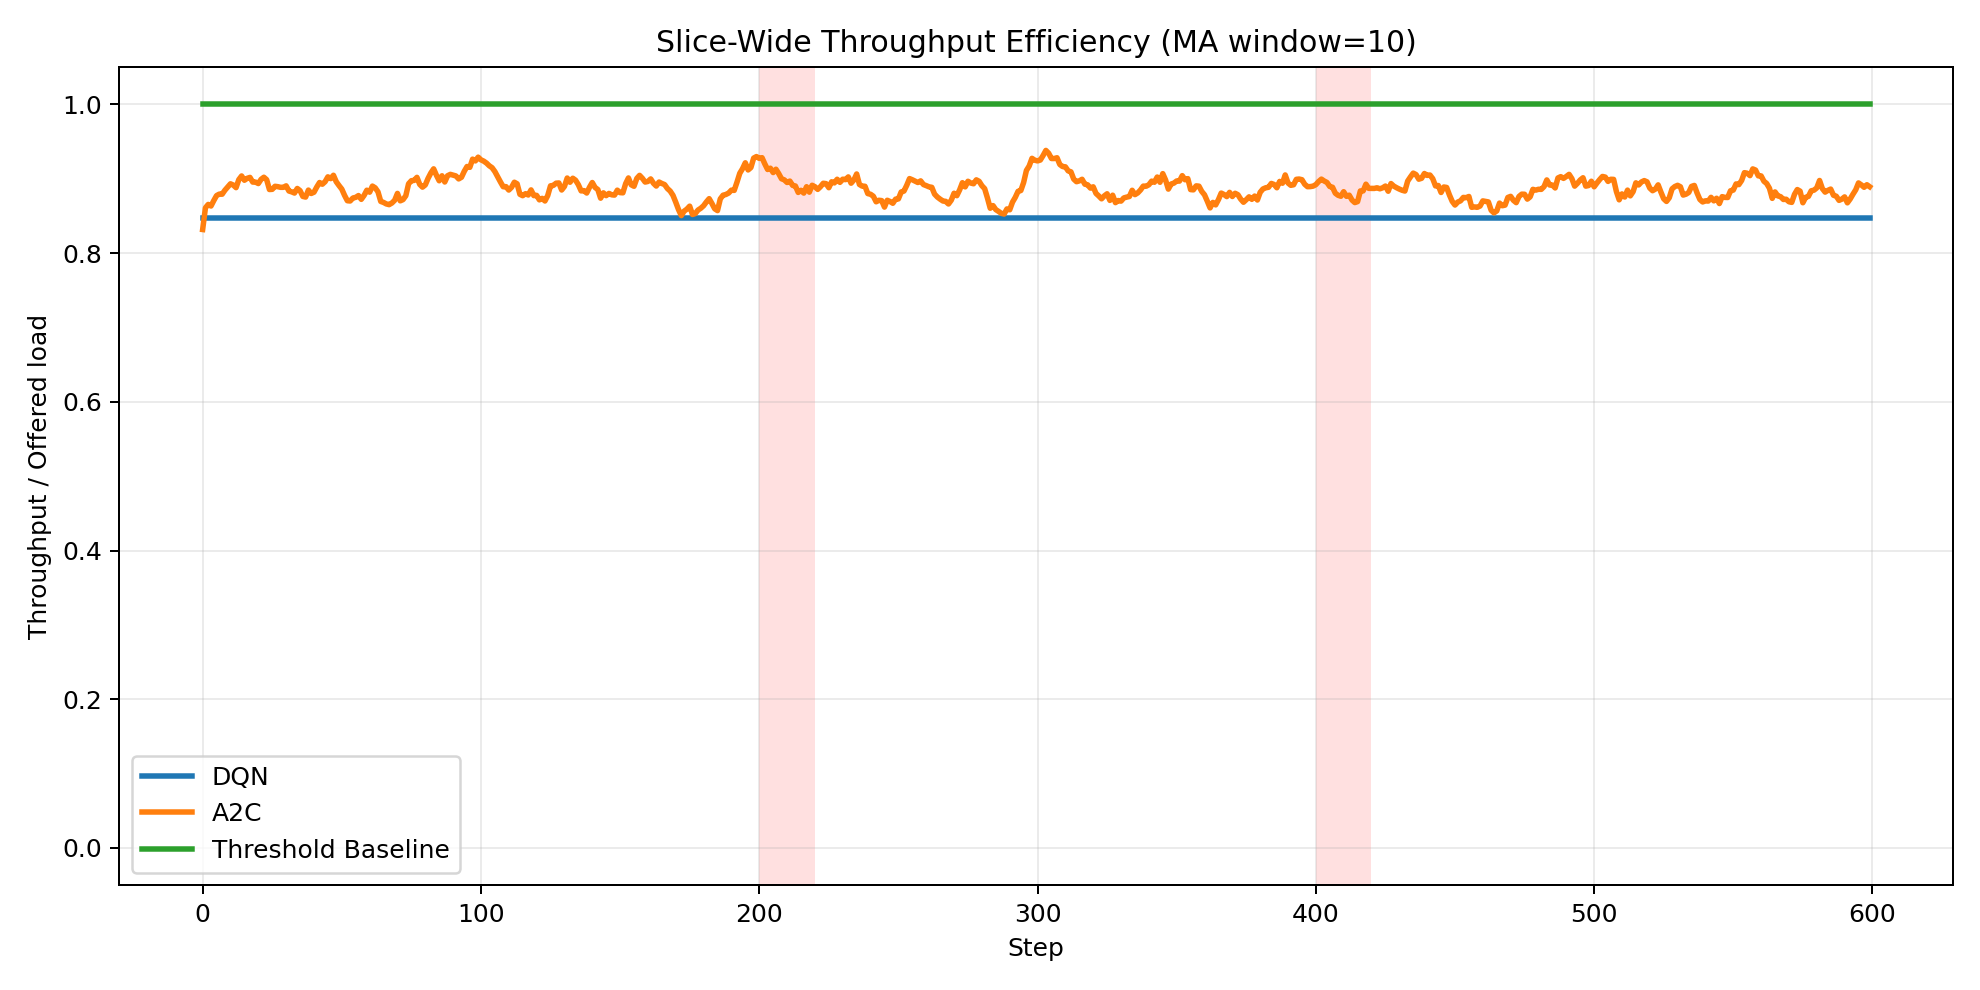 Slice-Wide Throughput Efficiency (MA window=10)
Throughput / Offered load
1.0
0.8
0.6
0.4
0.2
0.0
DQN
A2C
Threshold Baseline
0 100 200 300 400 500 600
Step